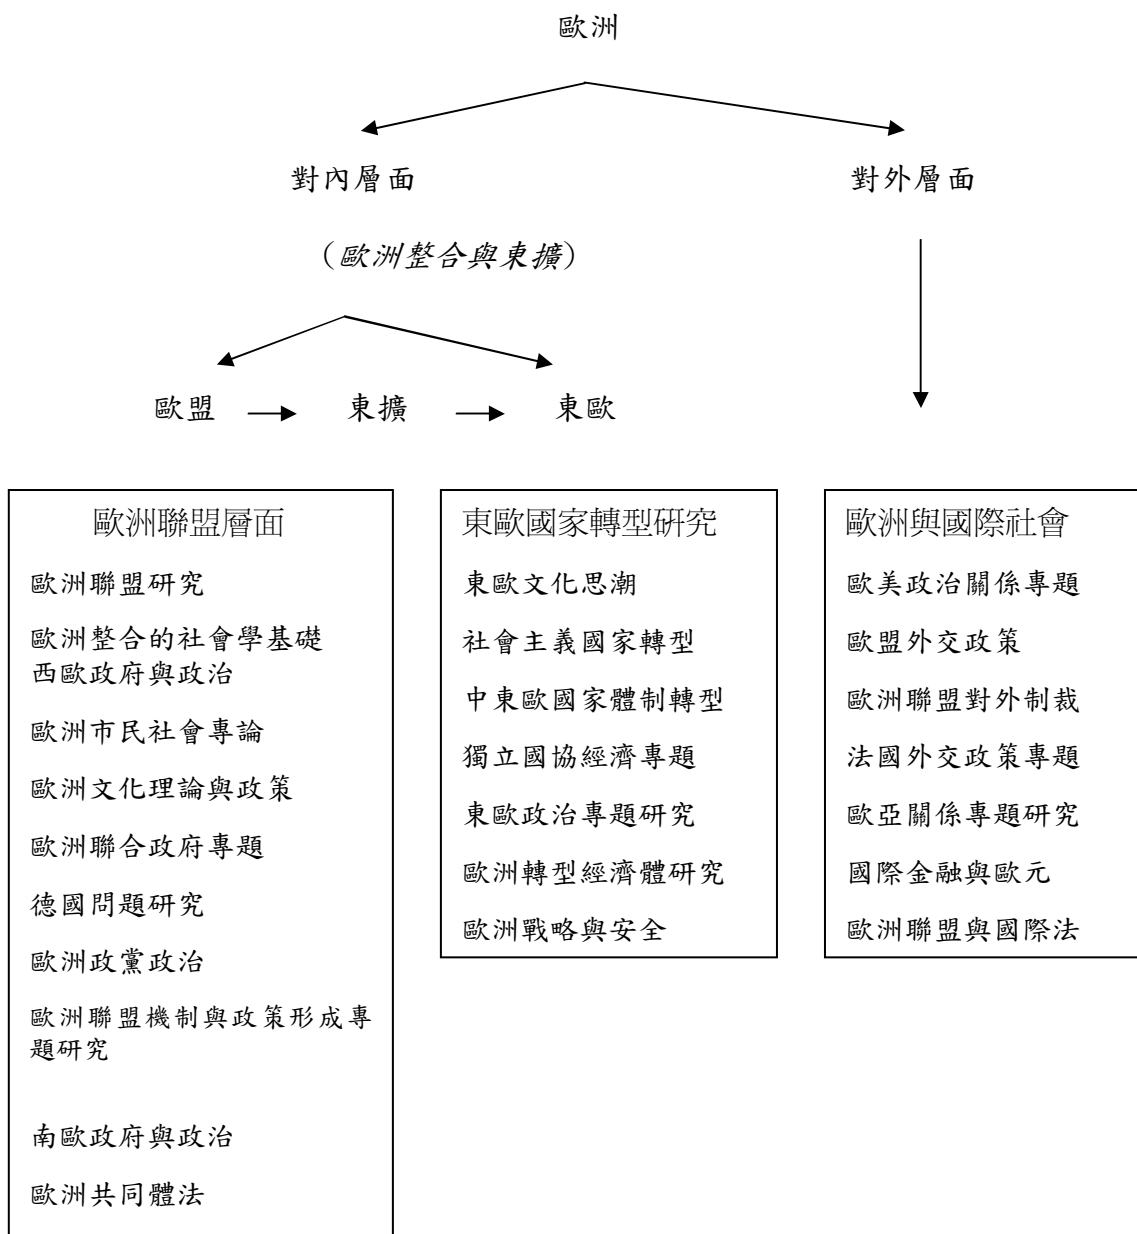 歐洲
對內層面
對外層面
（歐洲整合與東擴）
歐盟
東擴
東歐
歐洲聯盟層面
歐洲聯盟研究
歐洲整合的社會學基礎
西歐政府與政治
歐洲市民社會專論
歐洲文化理論與政策
歐洲聯合政府專題
德國問題研究
歐洲政黨政治
歐洲聯盟機制與政策形成專
題研究
南歐政府與政治
歐洲共同體法
東歐國家轉型研究
東歐文化思潮
社會主義國家轉型
中東歐國家體制轉型
獨立國協經濟專題
東歐政治專題研究
歐洲轉型經濟體研究
歐洲戰略與安全
歐洲與國際社會
歐美政治關係專題
歐盟外交政策
歐洲聯盟對外制裁
法國外交政策專題
歐亞關係專題研究
國際金融與歐元
歐洲聯盟與國際法